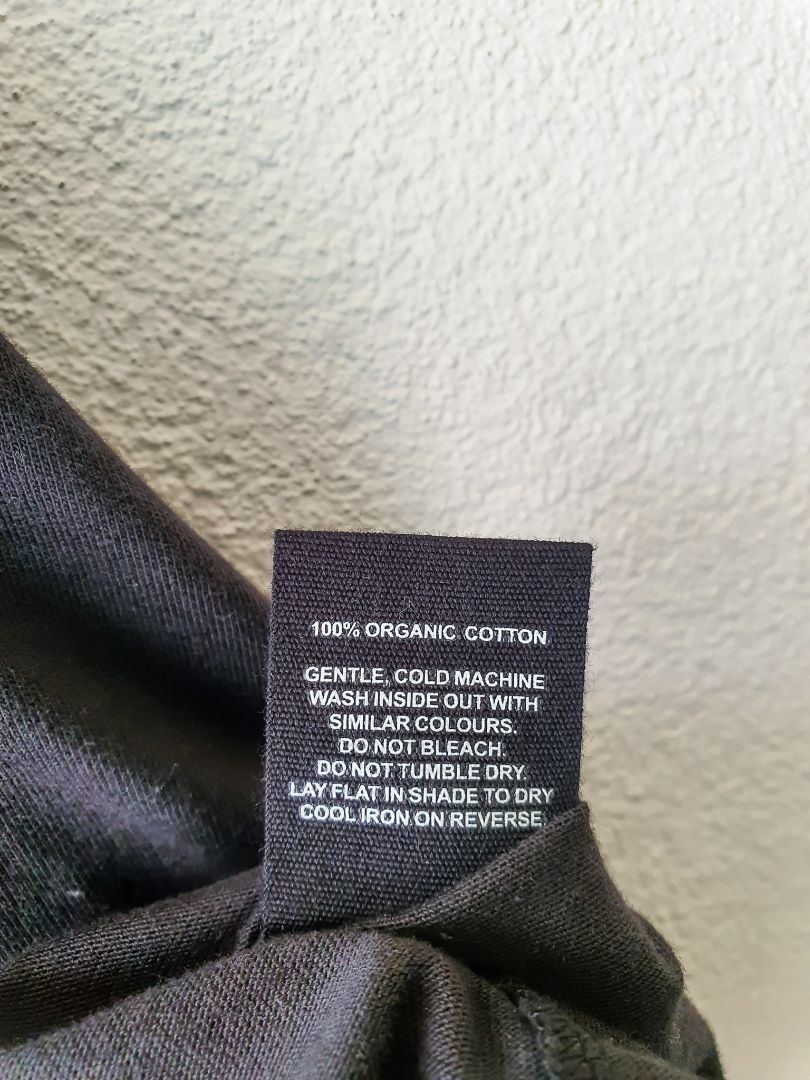 100% ORGANIC COTTON
GENTLE, COLD MACHINE
WASH INSIDE OUT WITH
SIMILAR COLOURS.
DO NOT BLEACH.
DO NOT TUMBLE DRY.
LAY FLAT IN SHADE TO DRY
COOL IRON ON REVERSE.